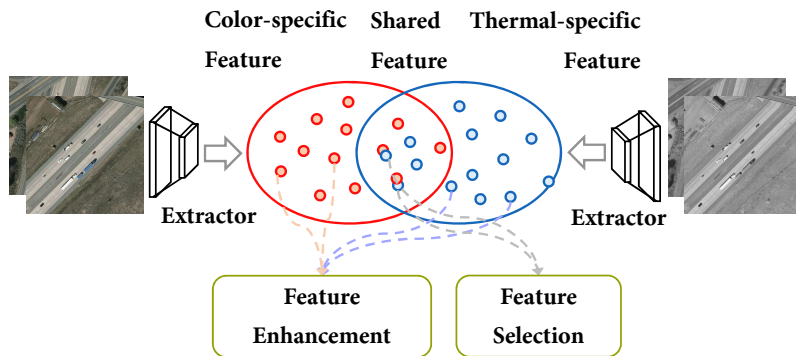 Color-specific Feature
Shared Feature
Thermal-specific Feature
Extractor
Extractor
Feature Enhancement
Feature Selection